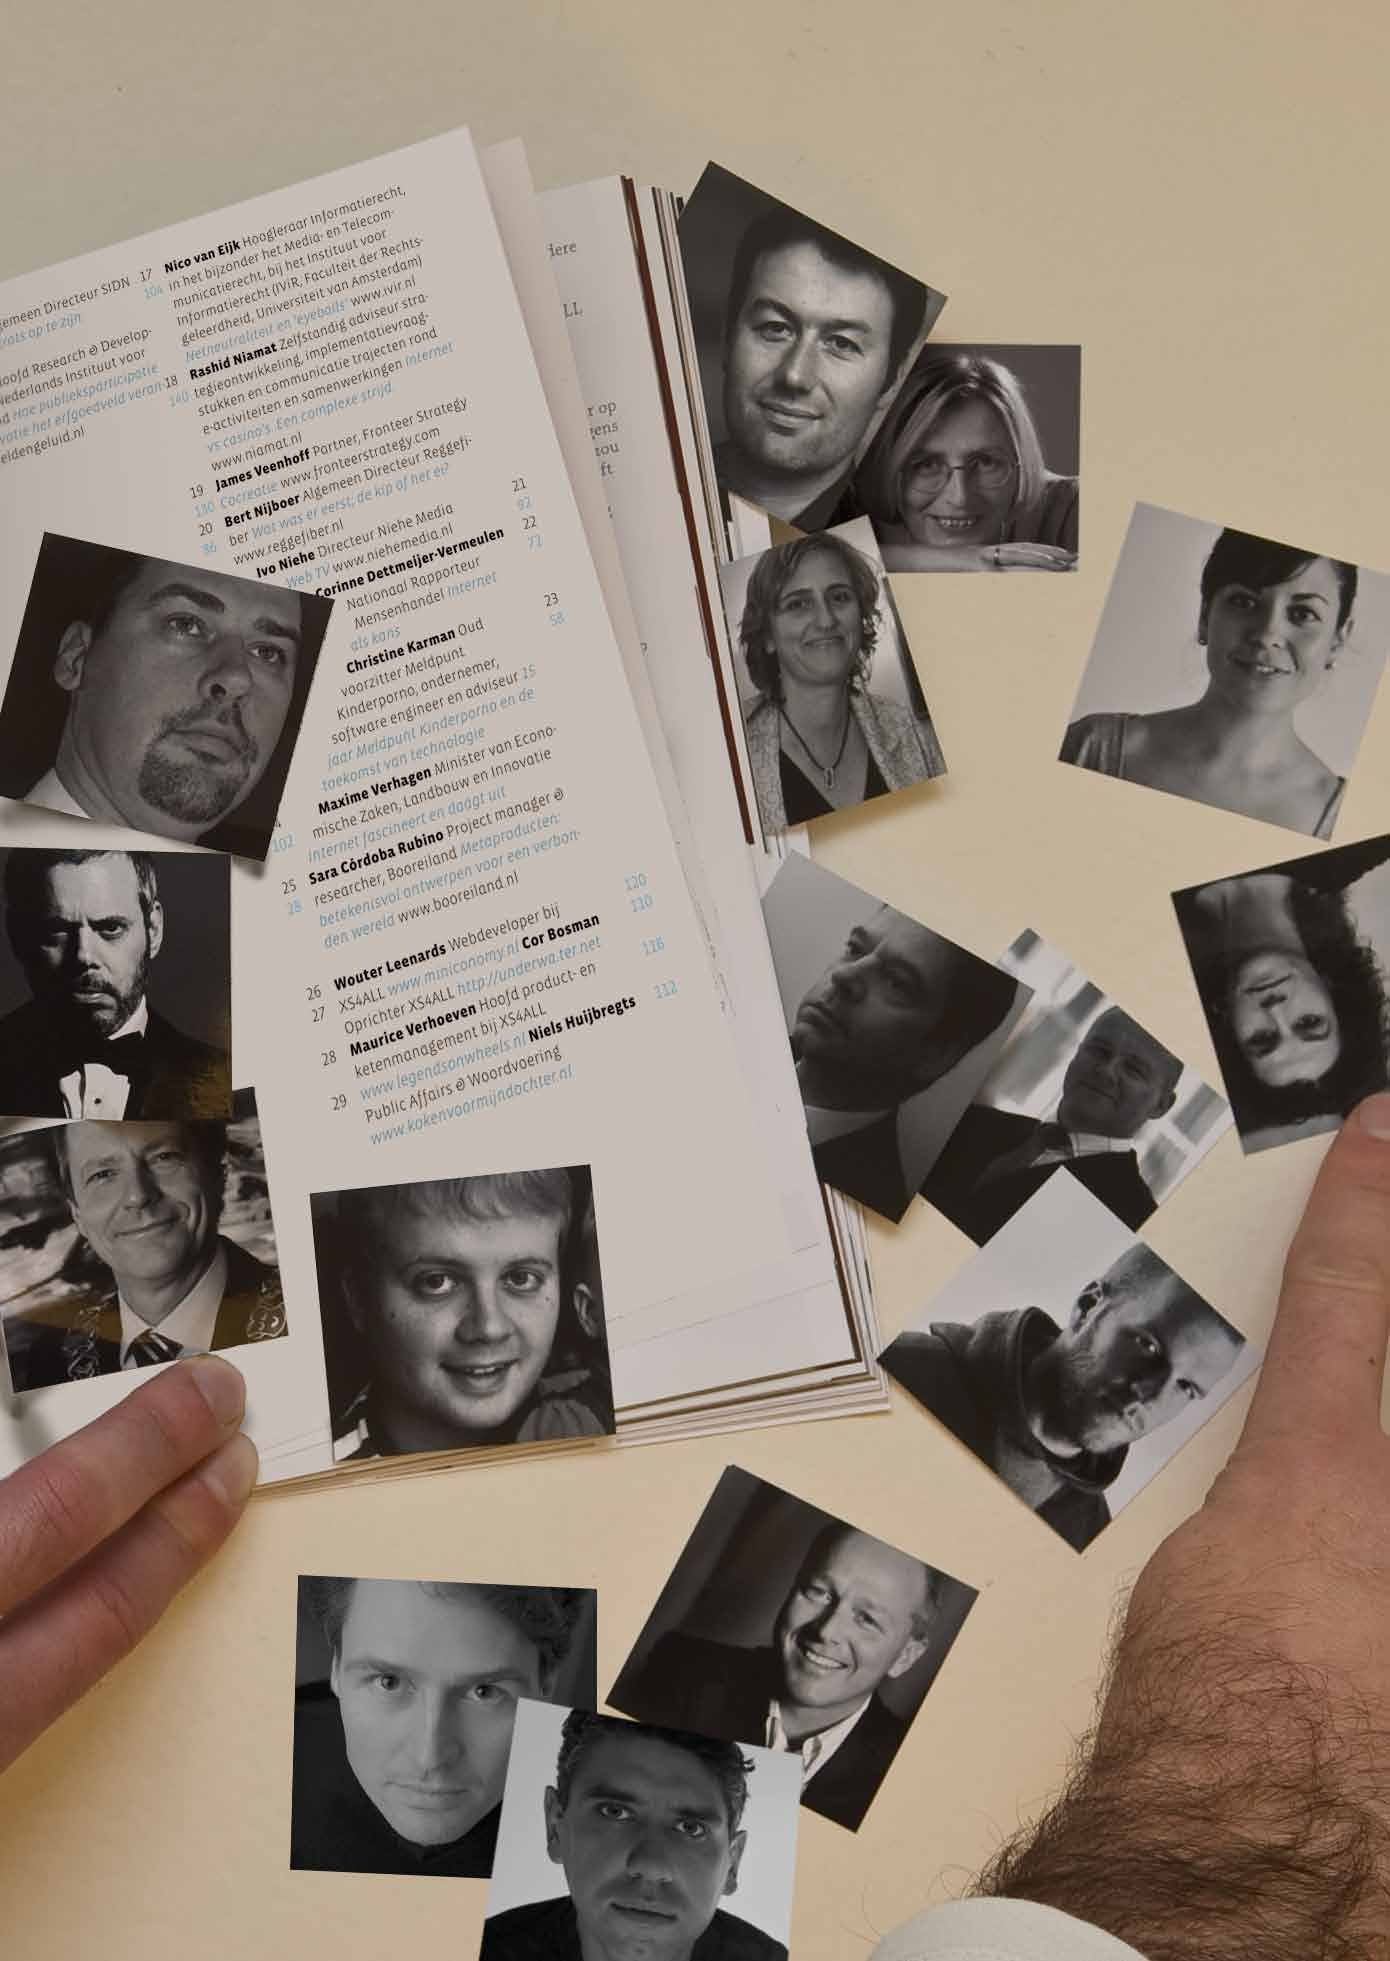 gemeen Directeur SIDN
op te zijn
oofd Research & Develop-
Nederlands Instituut voor
Hoe publieksparticipatie
vatie het erfgoedveld veran-
eldengeluid.nl
17 Nico van Eijk Hoogleraar Informatierecht,
104 in het bijzonder het Media- en Telecom-
municatierecht, bij het Instituut voor
Informatierecht (IViR, Faculteit der Rechts-
geleerdheid, Universiteit van Amsterdam)
Netneutraliteit en 'eyeballs' www.ivir.nl
18 Rashid Niamat Zelfstandig adviseur stra-
140 tegieontwikkeling, implementatievraag-
stukken en communicatie trajecten rond
e-activiteiten en samenwerkingen Internet
vs casino's. Een complexe strijd.
www.niamat.nl
19 James Veenhoff Partner, Fronteer Strategy
130 Cocreatie www.fronteerstrategy.com
20 Bert Nijboer Algemeen Directeur Reggefi-
86 ber Wat was er eerst; de kip of het ei?
www.reggefiber.nl
Ivo Niehe Directeur Niehe Media 21
Web TV www.niehemedia.nl 92
Corinne Dettmeijer-Vermeulen 22
Nationaal Rapporteur 72
Mensenhandel Internet
als kans
Christine Karman Oud 23
voorzitter Meldpunt 58
Kinderporno, ondernemer,
software engineer en adviseur 15
jaar Meldpunt Kinderporno en de
toekomst van technologie
Maxime Verhagen Minister van Econo-
102 mische Zaken, Landbouw en Innovatie
Internet fascineert en daagt uit
25 Sara Córdoba Rubino Project manager &
18 researcher, Booreiland Metaproducten:
betekenisvol ontwerpen voor een verbon-
den wereld www.booreiland.nl
26 Wouter Leenards Webdeveloper bij 120
27 XS4ALL www.miniconomy.nl Cor Bosman 110
Oprichter XS4ALL http://underwa.ter.net
28 Maurice Verhoeven Hoofd product- en 116
ketenmanagement bij XS4ALL
29 www.legendsonwheels.nl Niels Huijbregts 112
Public Affairs & Woordvoering
www.kokenvoormijndochter.nl
dere
LL
r op
gens
zou
ft